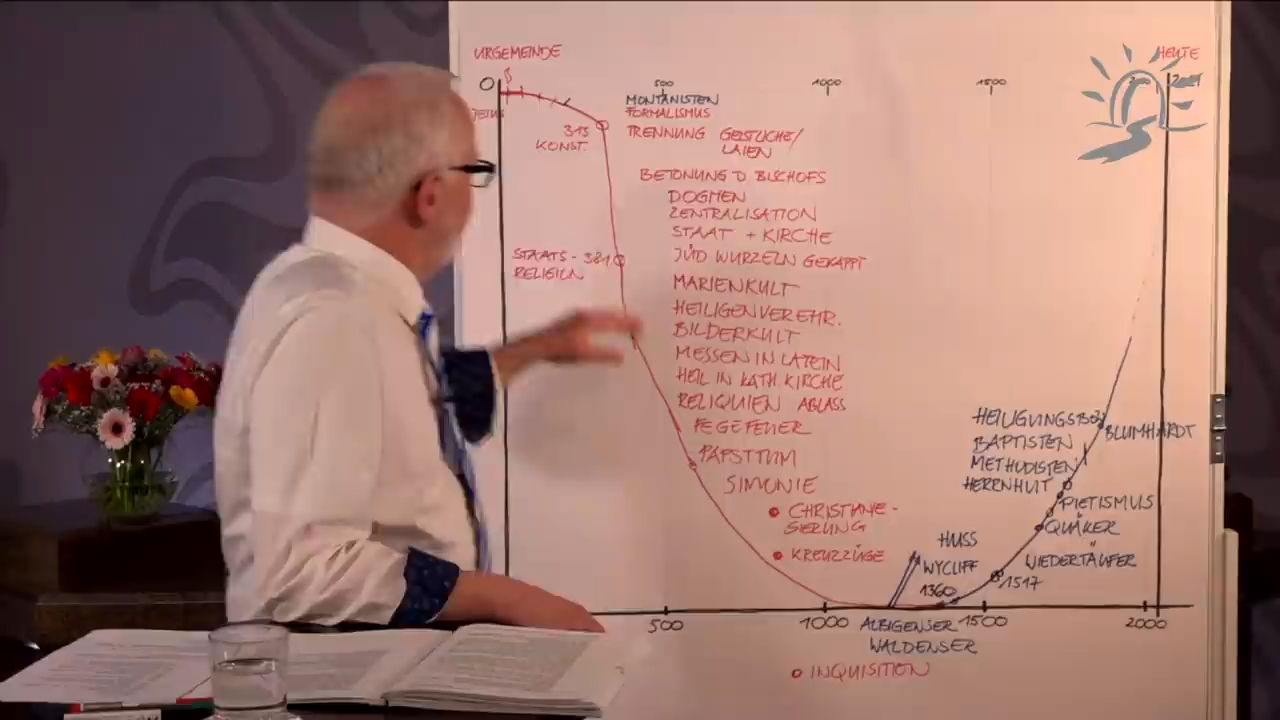 URGEMEINDE
HEUTE
0
500
1000
1500
MONTANISTEN
FORMALISMUS
313
KONST.
TRENNUNG GEISTLICHE/
LAIEN
BETONUNG D. BISCHOFS
DOGMEN
ZENTRALISATION
STAAT + KIRCHE
STAATS- 381
RELIGION
JÜD WURZELN GEKAPPT
MARIENKULT
HEILIGENVEREHR.
BILDERKULT
MESSEN IN LATEIN
HEIL IN KATH. KIRCHE
RELIQUIEN ABLASS
FEGEFEUER
PAPSTTUM
SIMONIE
CHRISTIANI-
SIERUNG
KREUZZÜGE
BLUMHARDT
BAPTISTEN
METHODISTEN
HERRNHUT
PIETISMUS
QUÄKER
HUSS
WIEDERTÄUFER
WYCLIFF
1360
1517
500
1000
ALBIGENSER
1500
2000
WALDENSER
INQUISITION